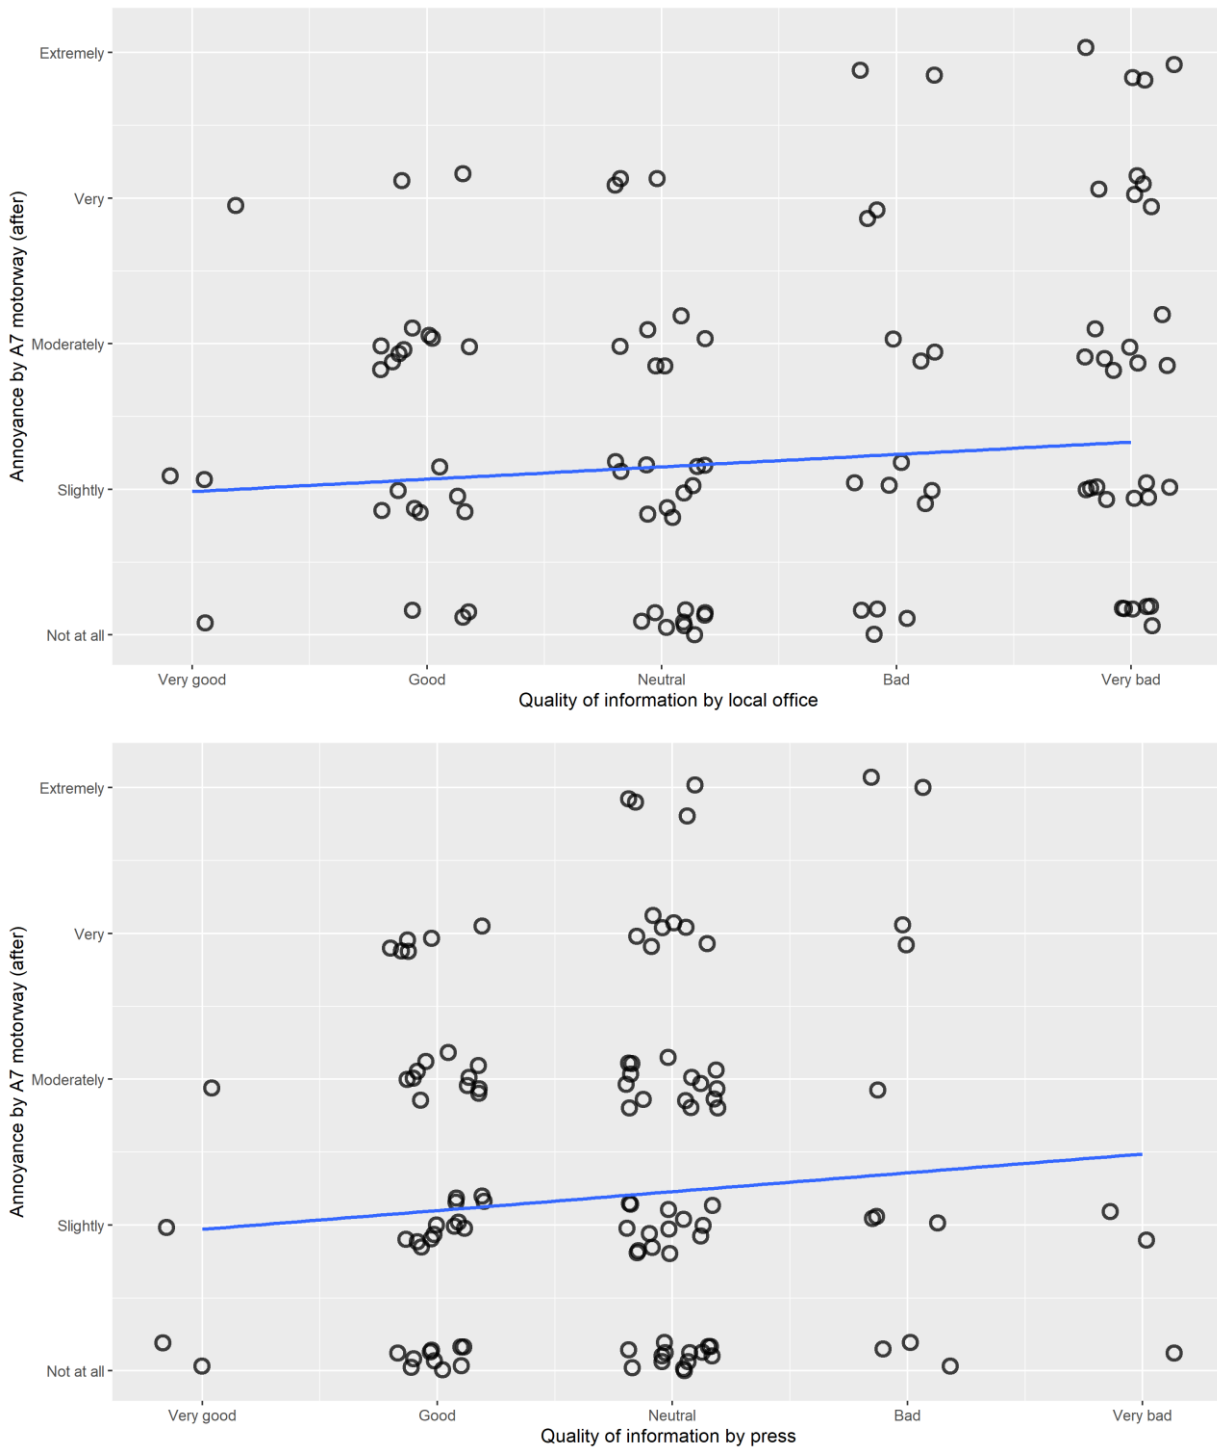 Annoyance by A7 motorway (after)
Extremely
Very
Moderately
Slightly
Not at all
Very good Good Neutral Bad Very bad
Quality of information by local office
Annoyance by A7 motorway (after)
Extremely
Very
Moderately
Slightly
Not at all
Very good Good Neutral Bad Very bad
Quality of information by press